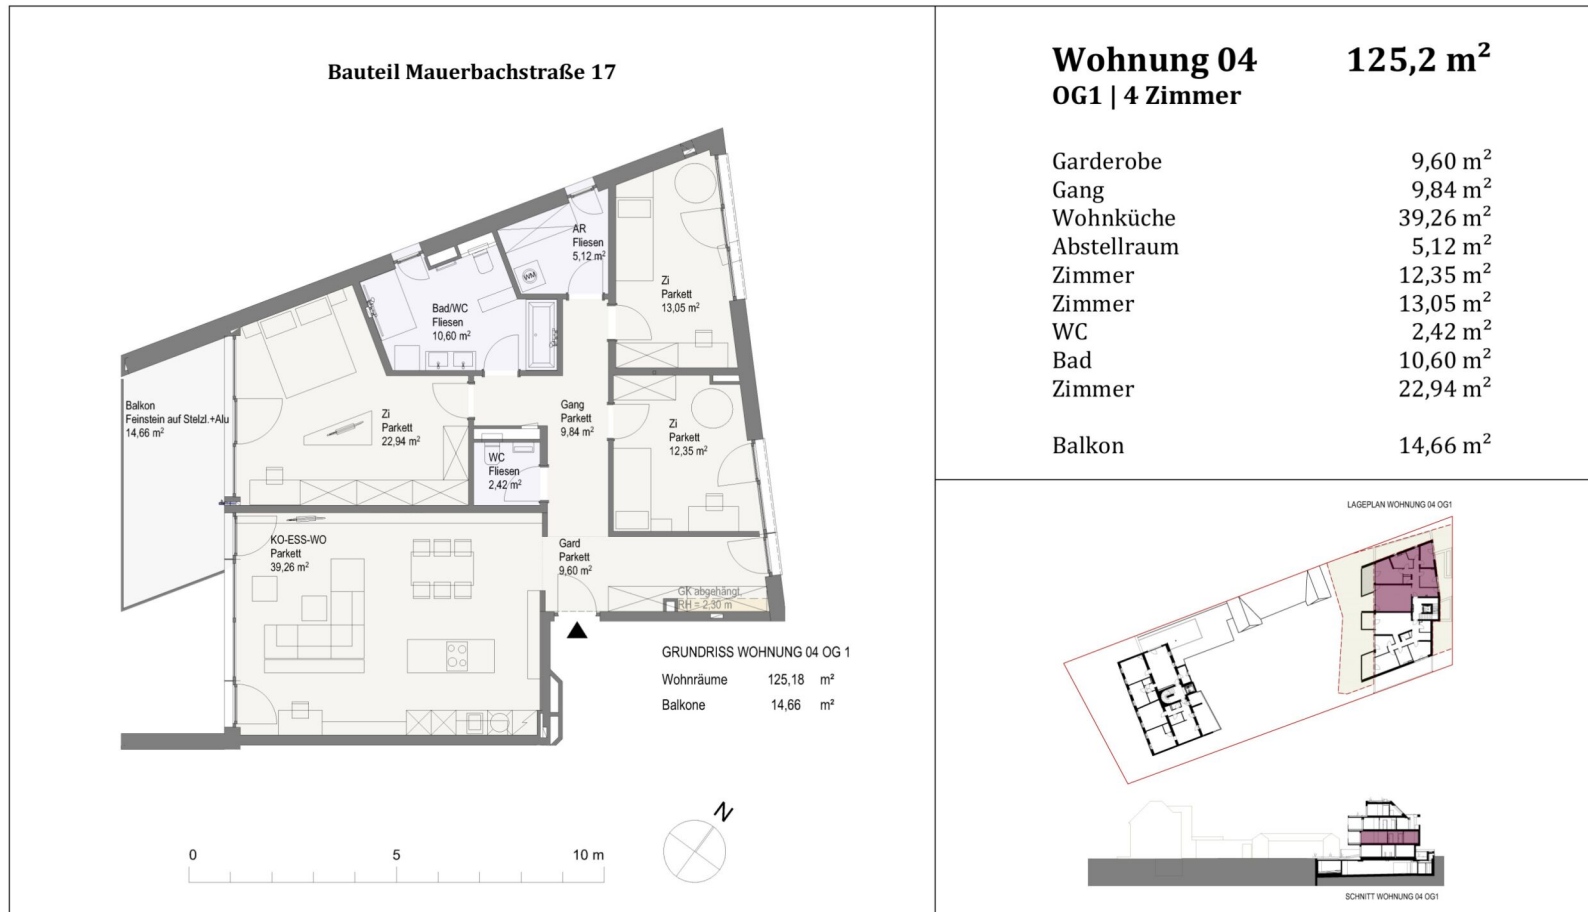 Bauteil Mauerbachstraße 17
AR
Fliesen
5,12 m²
WM
Zi
Parkett
13,05 m²
Bad/WC
Fliesen
10,60 m²
Balkon
Feinstein auf Stelzl.+Alu
14,66 m²
Zi
Parkett
22,94 m²
Gang
Parkett
9,84 m²
Zi
Parkett
12,35 m²
WC
Fliesen
2,42 m²
KO-ESS-WO
Parkett
39,26 m²
Gard
Parkett
9,60 m²
GK abgehängt.
RH = 2,30 m
GRUNDRISS WOHNUNG 04 OG 1
Wohnräume 125,18 m²
Balkone 14,66 m²
N
0 5 10 m
Wohnung 04 125,2 m²
OG1 | 4 Zimmer
Garderobe 9,60 m²
Gang 9,84 m²
Wohnküche 39,26 m²
Abstellraum 5,12 m²
Zimmer 12,35 m²
Zimmer 13,05 m²
WC 2,42 m²
Bad 10,60 m²
Zimmer 22,94 m²
Balkon 14,66 m²
LAGEPLAN WOHNUNG 04 OG1
SCHNITT WOHNUNG 04 OG1